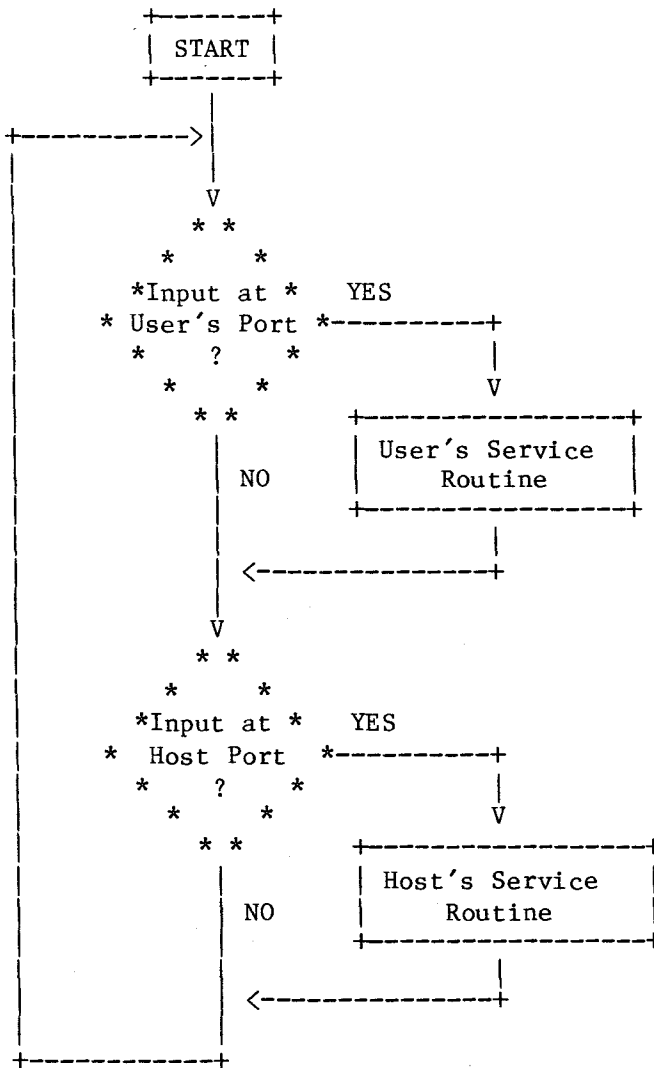 START
V
Input at YES
User's Port
?
V
User's Service
NO Routine
V
Input at YES
Host Port
?
V
Host's Service
NO Routine